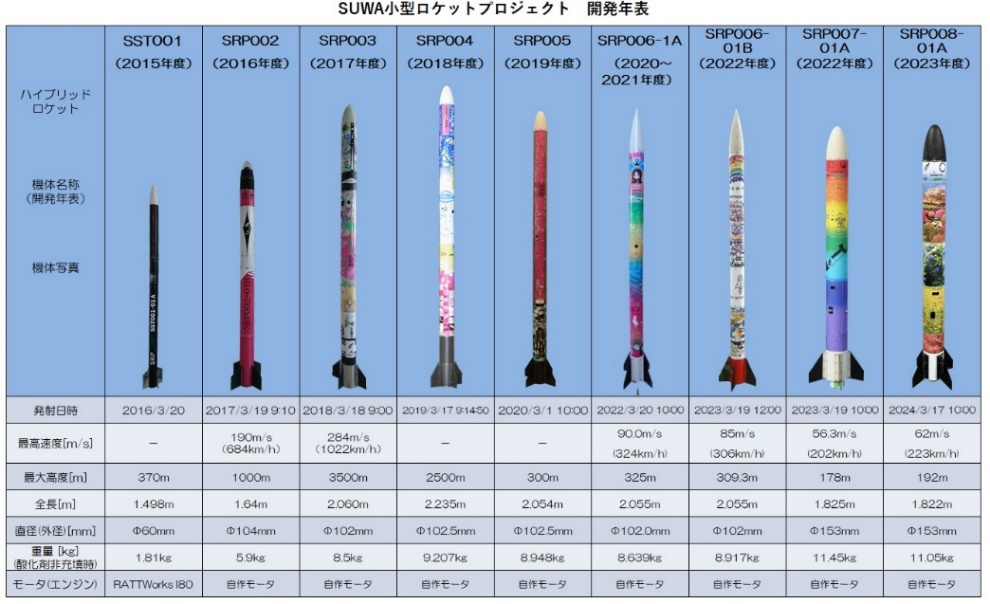 SUWA小型ロケットプロジェクト　開発年表
SST001 SRP002 SRP003 SRP004 SRP005 SRP006-1A SRP006-01B SRP007-01A SRP008-01A
（2015年度） （2016年度） （2017年度） （2018年度） （2019年度） （2020～2021年度） （2022年度） （2022年度） （2023年度）
ハイブリッド
ロケット
機体名称
（開発年表）
機体写真
SRP SST001-01A
発射日時 2016/3/20 2017/3/19 9:10 2018/3/18 9:00 2019/3/17 9:14:50 2020/3/1 10:00 2022/3/20 10:00 2023/3/19 12:00 2023/3/19 10:00 2024/3/17 10:00
最高速度[m/s] － 190m/s (684km/h) 284m/s (1022km/h) － － 90.0m/s (324km/h) 85m/s (306km/h) 56.3m/s (202km/h) 62m/s (223km/h)
最大高度[m] 370m 1000m 3500m 2500m 300m 325m 309.3m 178m 192m
全長[m] 1.498m 1.64m 2.060m 2.235m 2.054m 2.055m 2.055m 1.825m 1.822m
直径(外径)[mm] Φ60mm Φ104mm Φ102mm Φ102.5mm Φ102.5mm Φ102.0mm Φ102mm Φ153mm Φ153mm
重量 [kg]
(酸化剤非充填時) 1.81kg 5.9kg 8.5kg 9.207kg 8.948kg 8.639kg 8.917kg 11.45kg 11.05kg
モータ(エンジン) RATTWorks I80 自作モータ 自作モータ 自作モータ 自作モータ 自作モータ 自作モータ 自作モータ 自作モータ